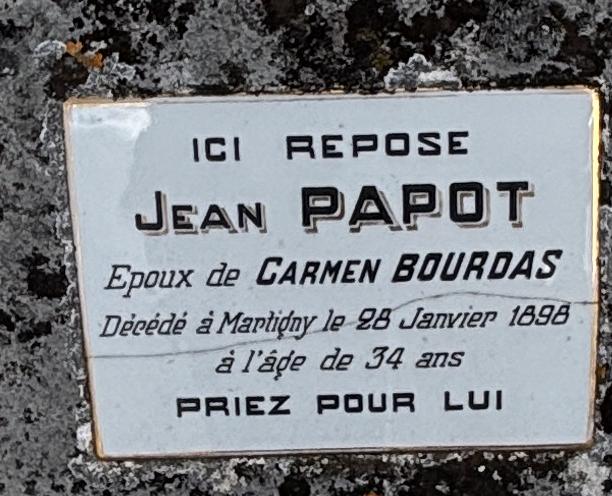 ICI REPOSE
JEAN PAPOT
Epoux de CARMEN BOURDAS
Décédé à Martigny le 28 Janvier 1898
à l'âge de 34 ans
PRIEZ POUR LUI